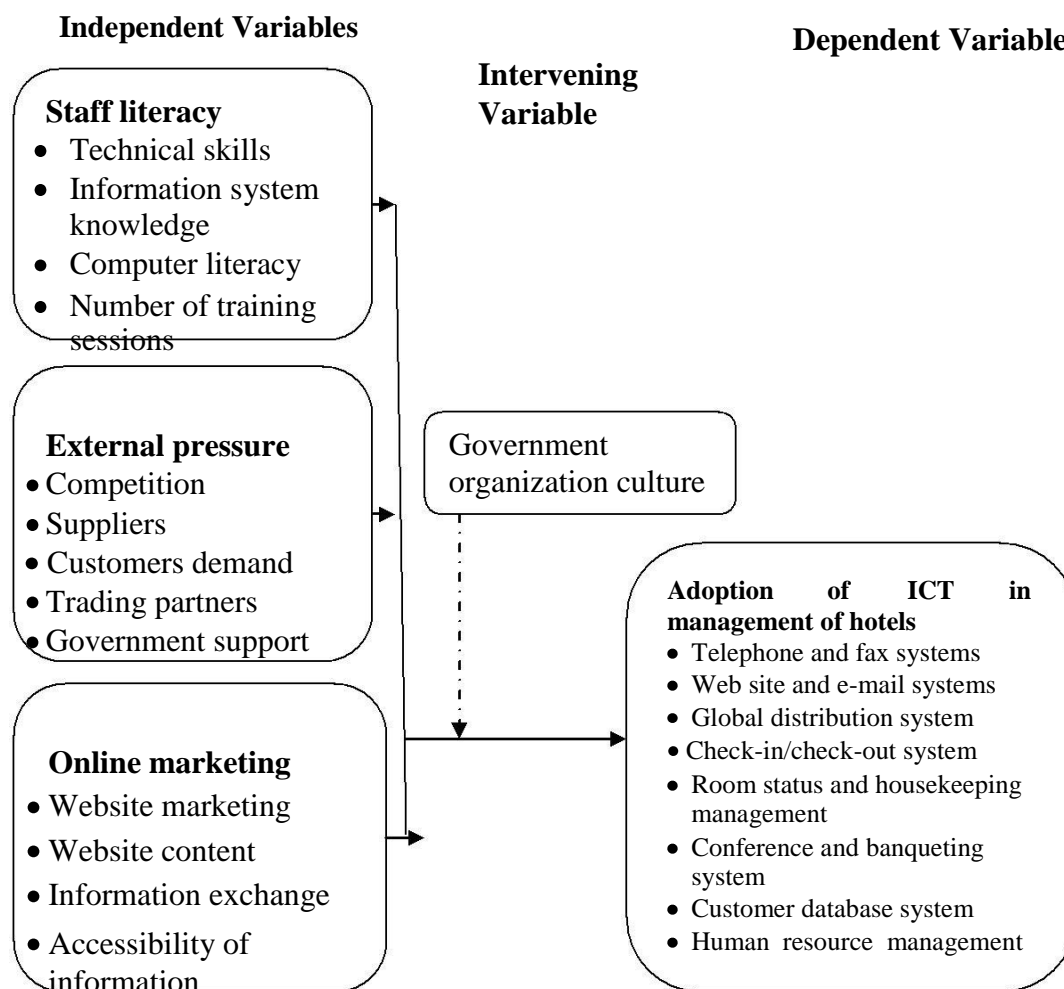 Independent Variables
Intervening
Variable
Dependent Variable
Staff literacy
• Technical skills
• Information system
knowledge
• Computer literacy
• Number of training
sessions
External pressure
• Competition
• Suppliers
• Customers demand
• Trading partners
• Government support
Online marketing
• Website marketing
• Website content
• Information exchange
• Accessibility of
information
Government
organization culture
Adoption of ICT in
management of hotels
• Telephone and fax systems
• Web site and e-mail systems
• Global distribution system
• Check-in/check-out system
• Room status and housekeeping
management
• Conference and banqueting
system
• Customer database system
• Human resource management